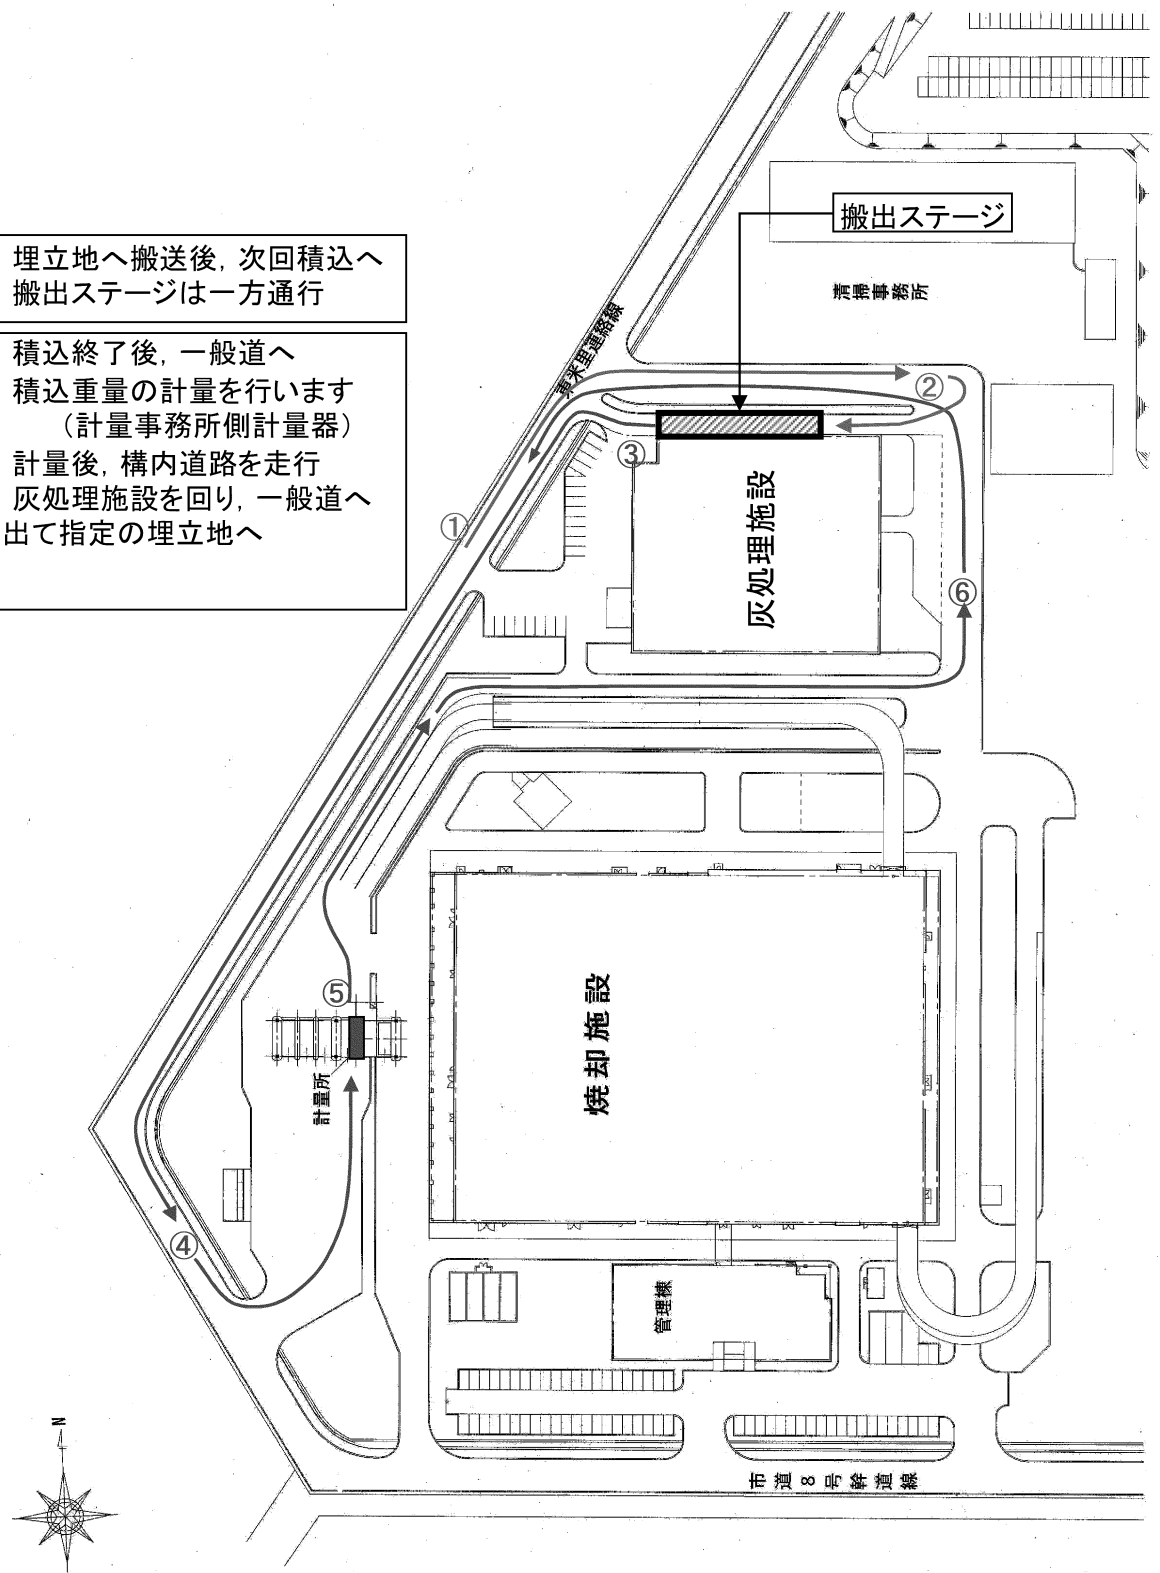 搬出ステージ
埋立地へ搬送後，次回積込へ
搬出ステージは一方通行
清掃事務所
東米里連絡線
積込終了後，一般道へ
積込重量の計量を行います
（計量事務所側計量器）
計量後，構内道路を走行
灰処理施設を回り，一般道へ
出て指定の埋立地へ
②
③
①
灰処理施設
⑥
⑤
計量所
焼却施設
④
管理棟
N
市道８号幹道線